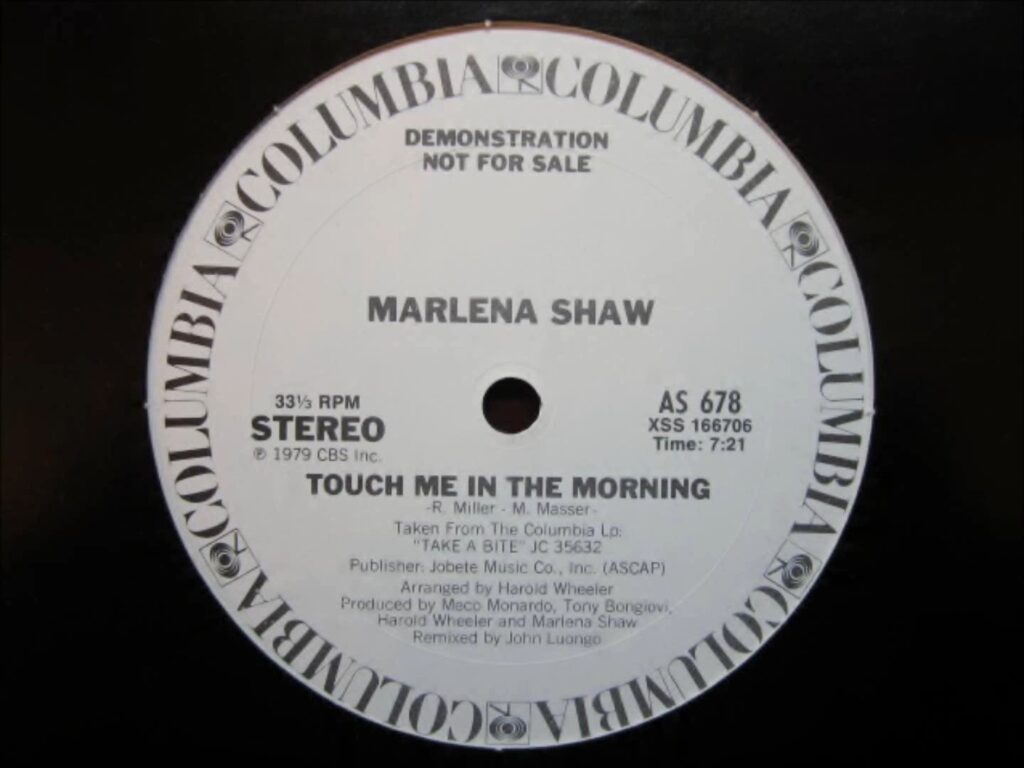 COLUMBIA COLUMBIA COLUMBIA COLUMBIA COLUMBIA COLUMBIA COLUMBIA COLUMBIA
DEMONSTRATION
NOT FOR SALE
MARLENA SHAW
33⅓ RPM
STEREO
℗ 1979 CBS Inc.
AS 678
XSS 166706
Time: 7:21
TOUCH ME IN THE MORNING
-R. Miller - M. Masser-
Taken From The Columbia Lp:
"TAKE A BITE" JC 35632
Publisher: Jobete Music Co., Inc. (ASCAP)
Arranged by Harold Wheeler
Produced by Meco Monardo, Tony Bongiovi,
Harold Wheeler and Marlena Shaw
Remixed by John Luongo